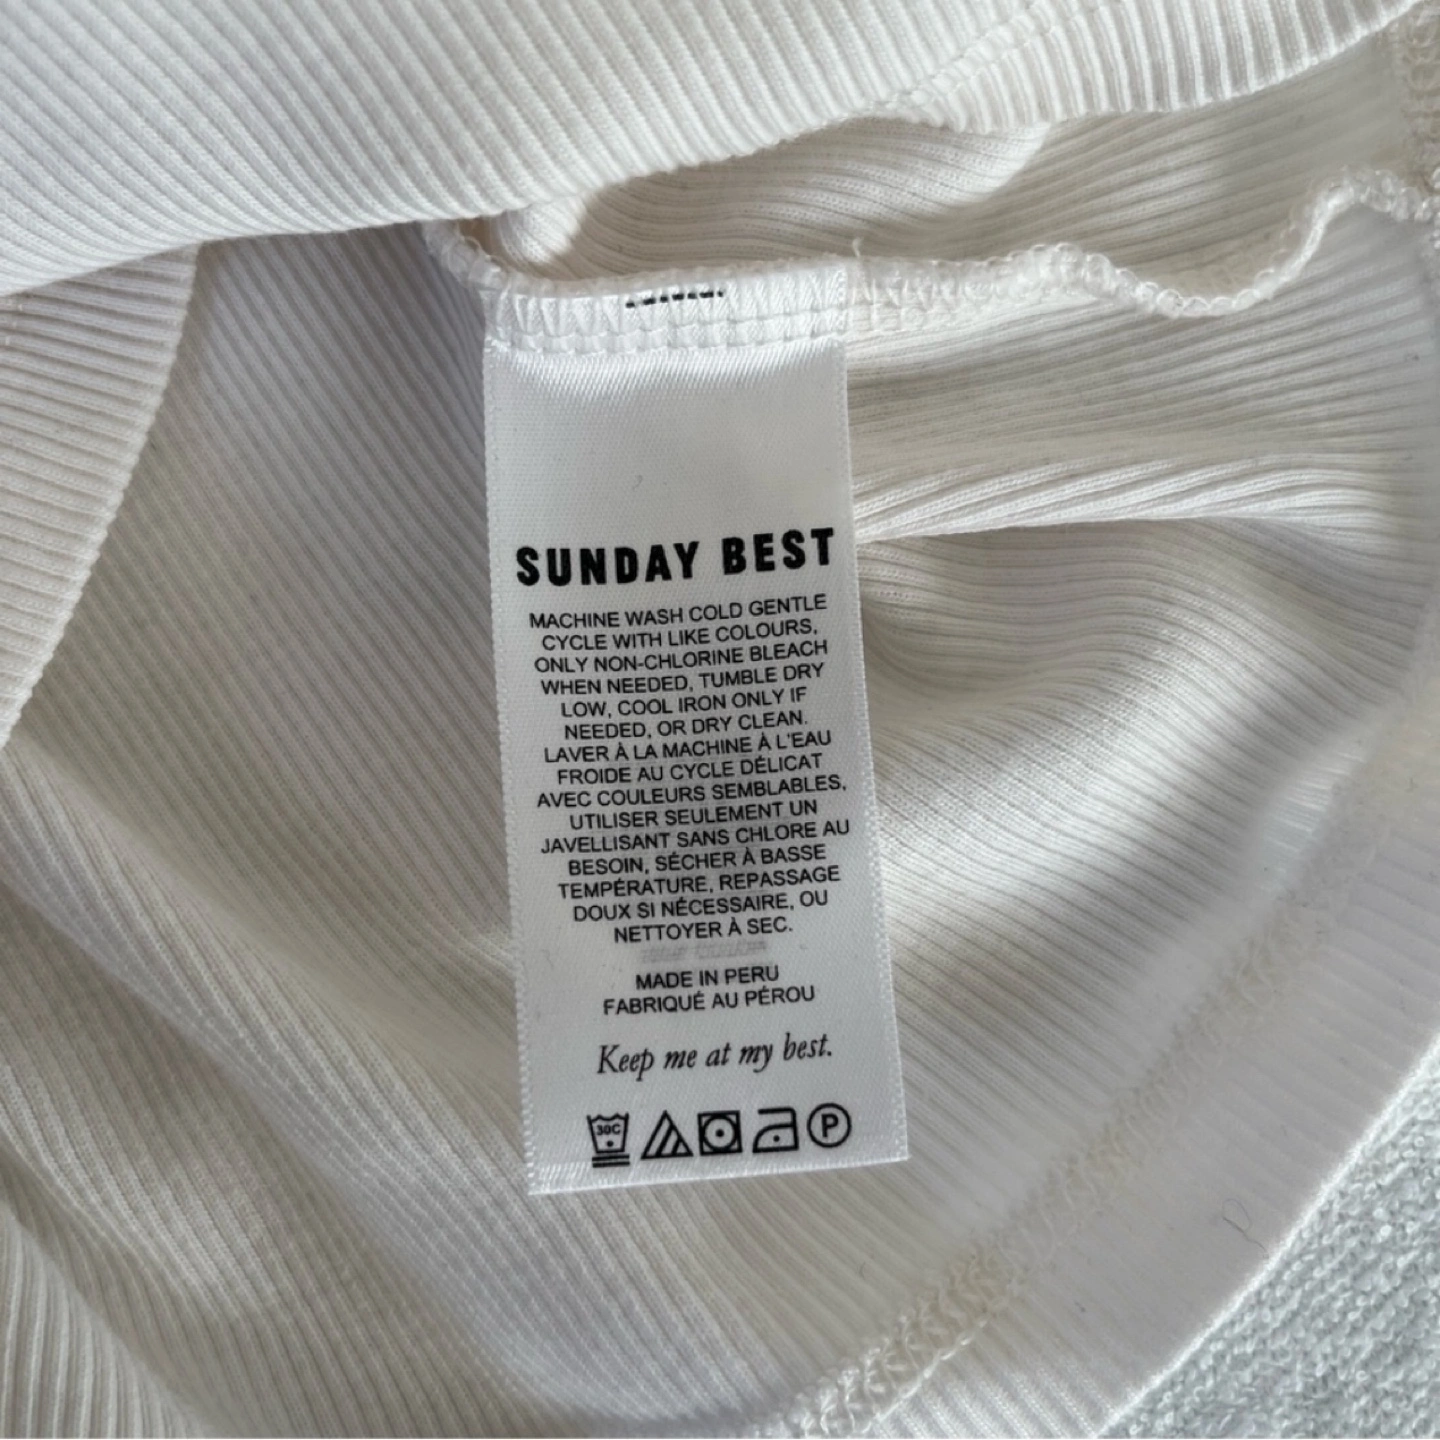 SUNDAY BEST
MACHINE WASH COLD GENTLE
CYCLE WITH LIKE COLOURS,
ONLY NON-CHLORINE BLEACH
WHEN NEEDED, TUMBLE DRY
LOW, COOL IRON ONLY IF
NEEDED, OR DRY CLEAN.
LAVER À LA MACHINE À L'EAU
FROIDE AU CYCLE DÉLICAT
AVEC COULEURS SEMBLABLES,
UTILISER SEULEMENT UN
JAVELLISANT SANS CHLORE AU
BESOIN, SÉCHER À BASSE
TEMPÉRATURE, REPASSAGE
DOUX SI NÉCESSAIRE, OU
NETTOYER À SEC.
MADE IN PERU
FABRIQUÉ AU PÉROU
Keep me at my best.
30C P